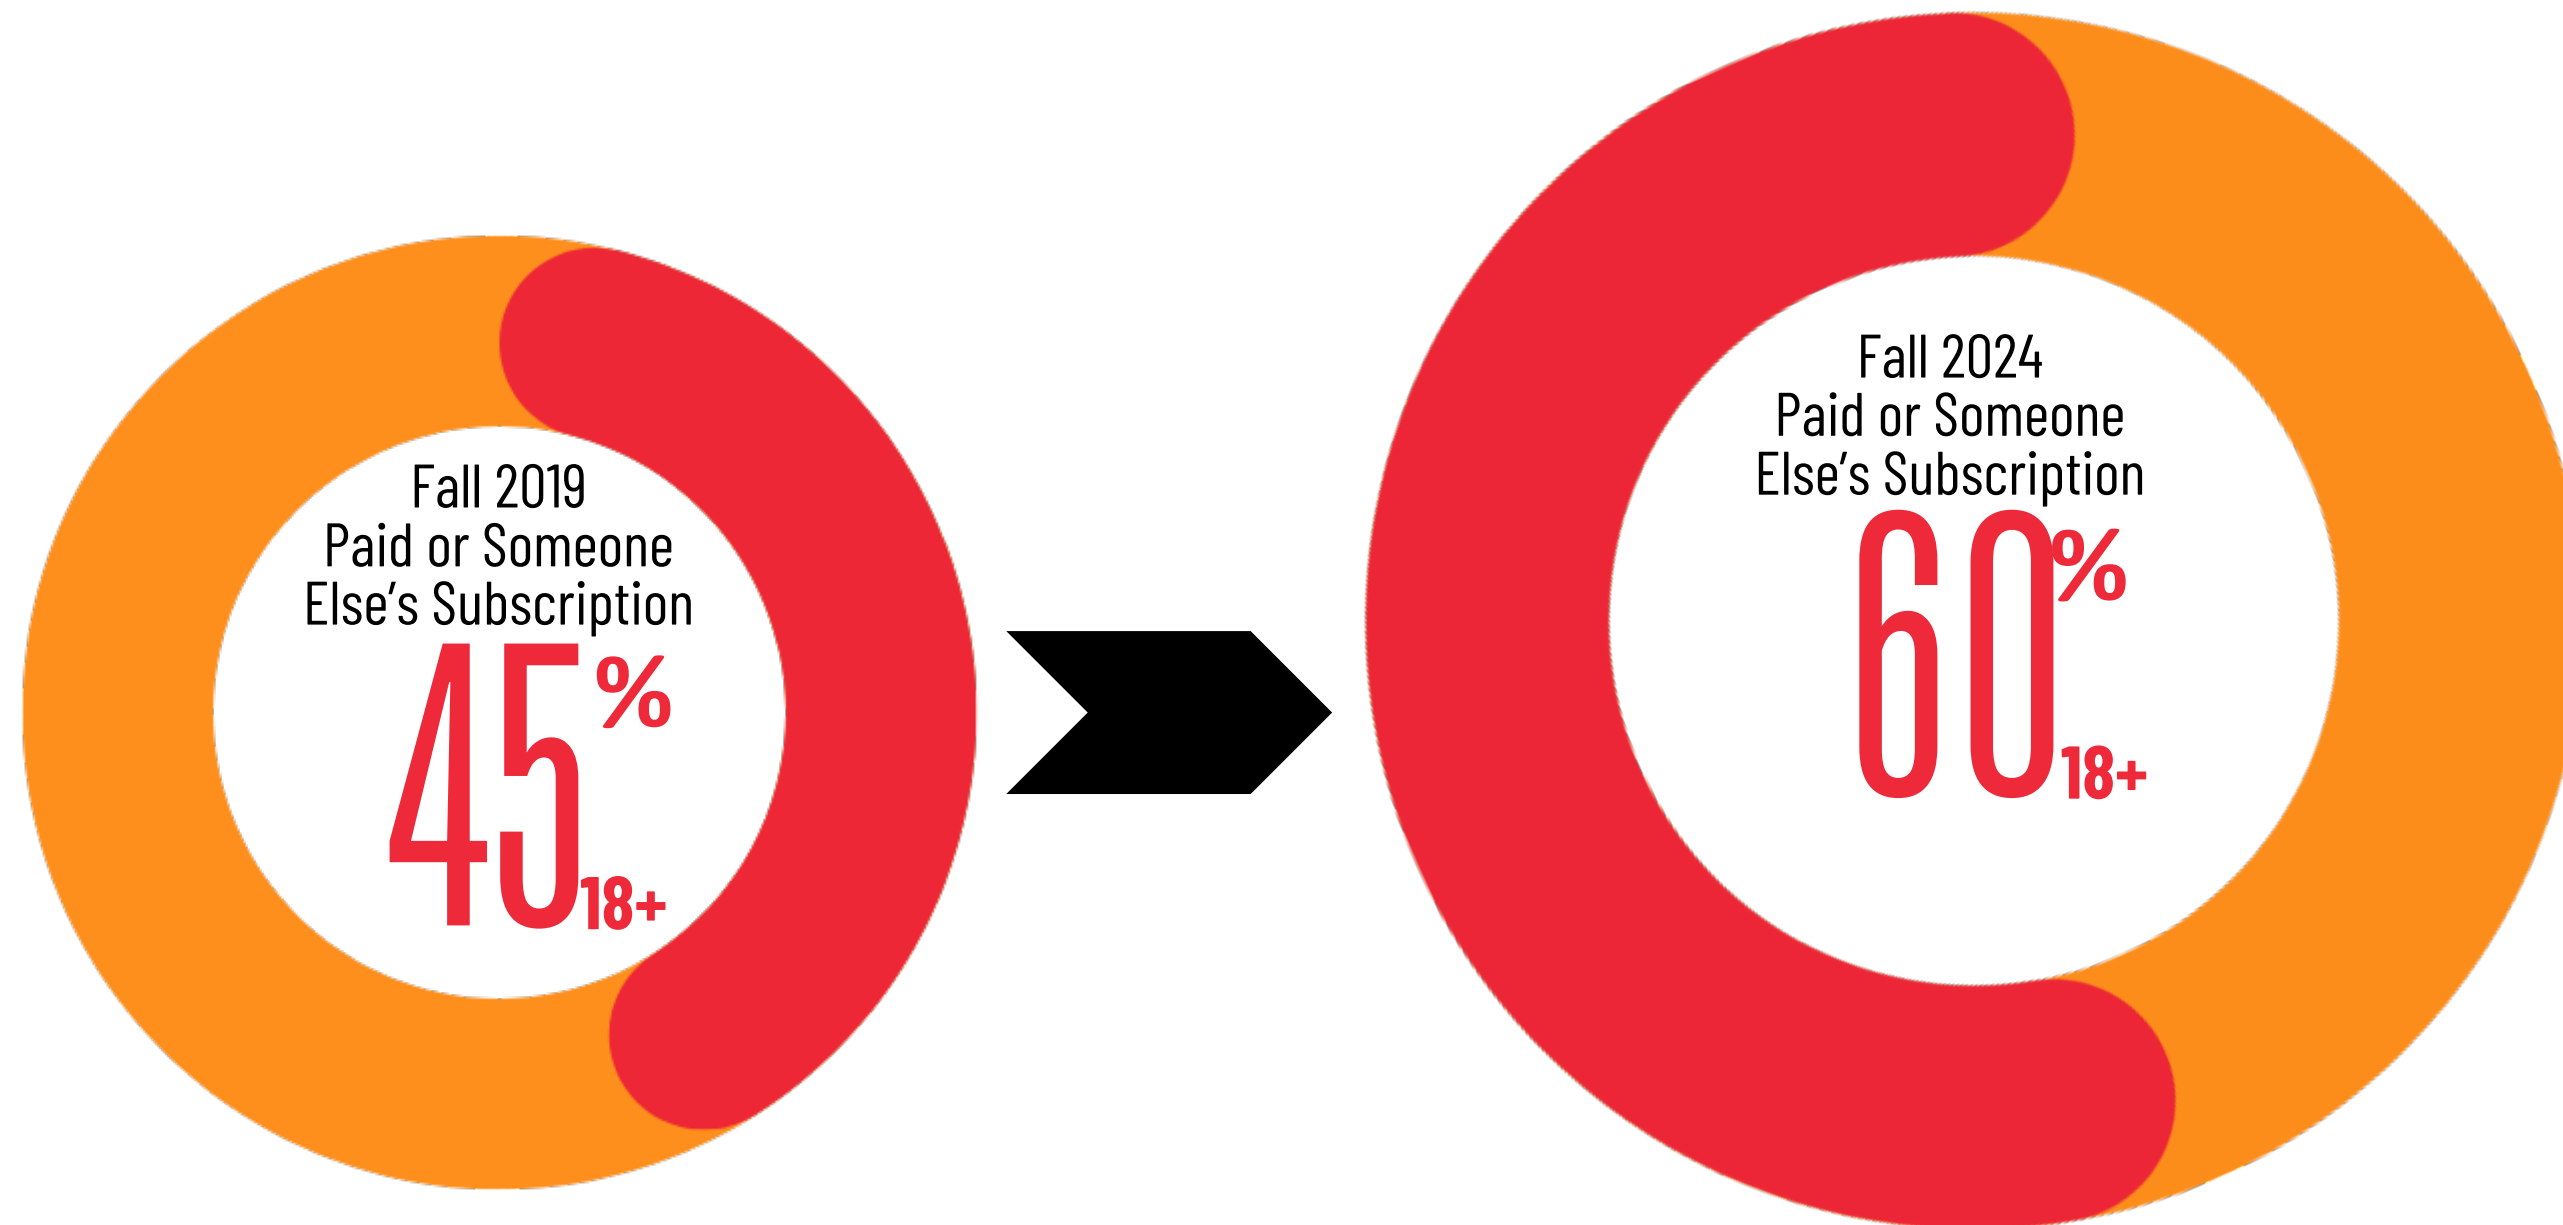 Fall 2019
Paid or Someone
Else’s Subscription
45%
18+
Fall 2024
Paid or Someone
Else’s Subscription
60%
18+